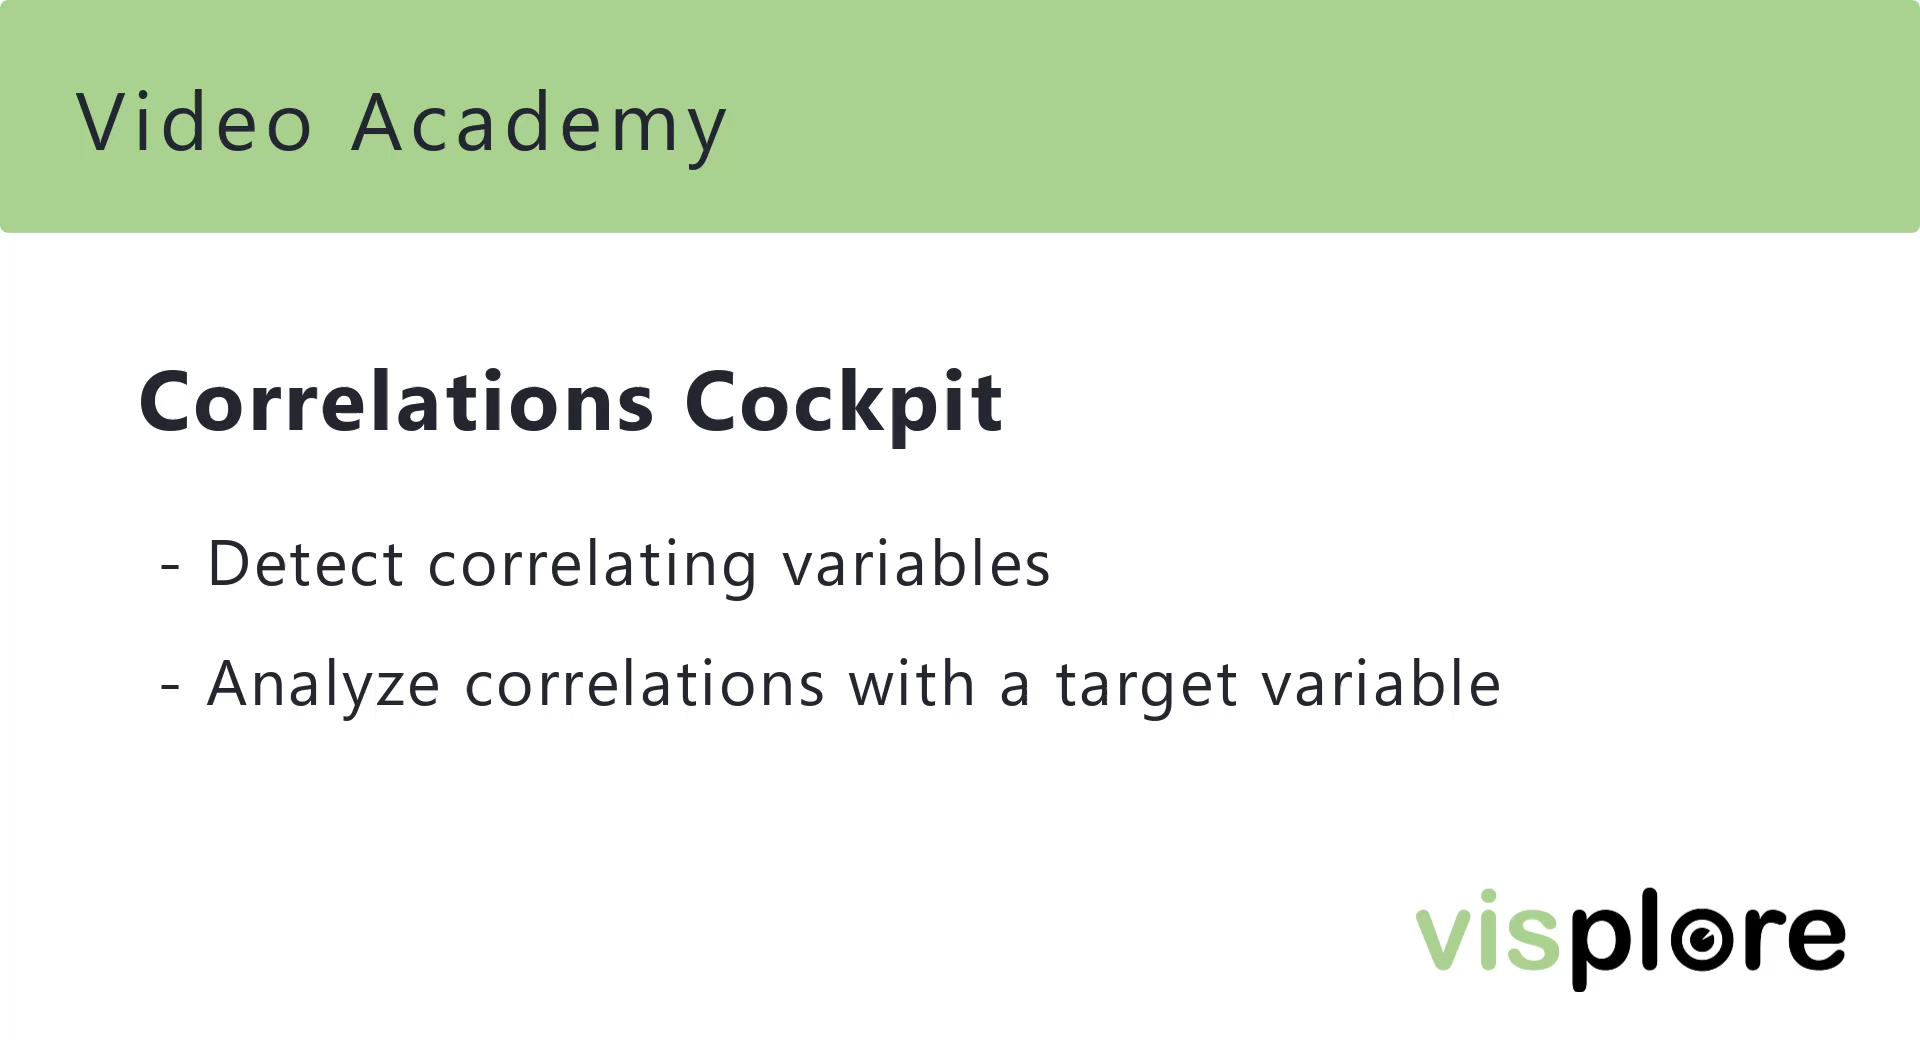 Video Academy
Correlations Cockpit
- Detect correlating variables
- Analyze correlations with a target variable
visplore